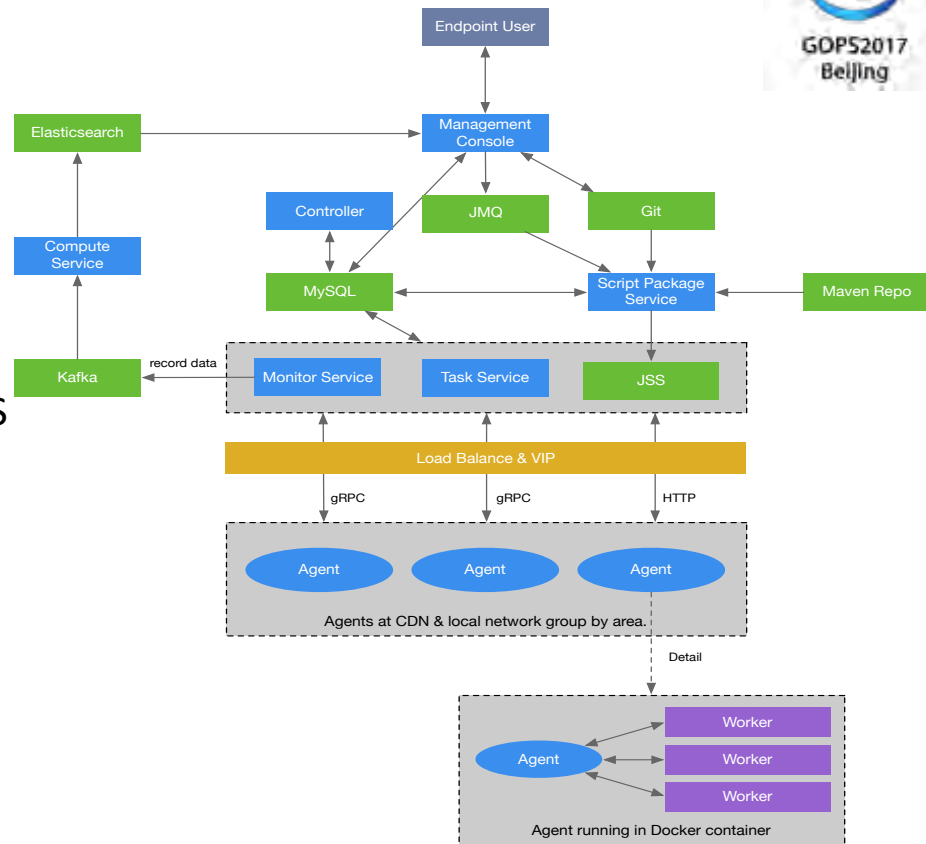 Endpoint User
GOPS2017
Beijing
Elasticsearch
Management
Console
Controller
JMQ
Git
Compute
Service
MySQL
Script Package
Service
Maven Repo
record data
Kafka
Monitor Service
Task Service
JSS
S
Load Balance & VIP
gRPC
gRPC
HTTP
Agent
Agent
Agent
Agents at CDN & local network group by area.
Detail
Worker
Agent
Worker
Worker
Agent running in Docker container